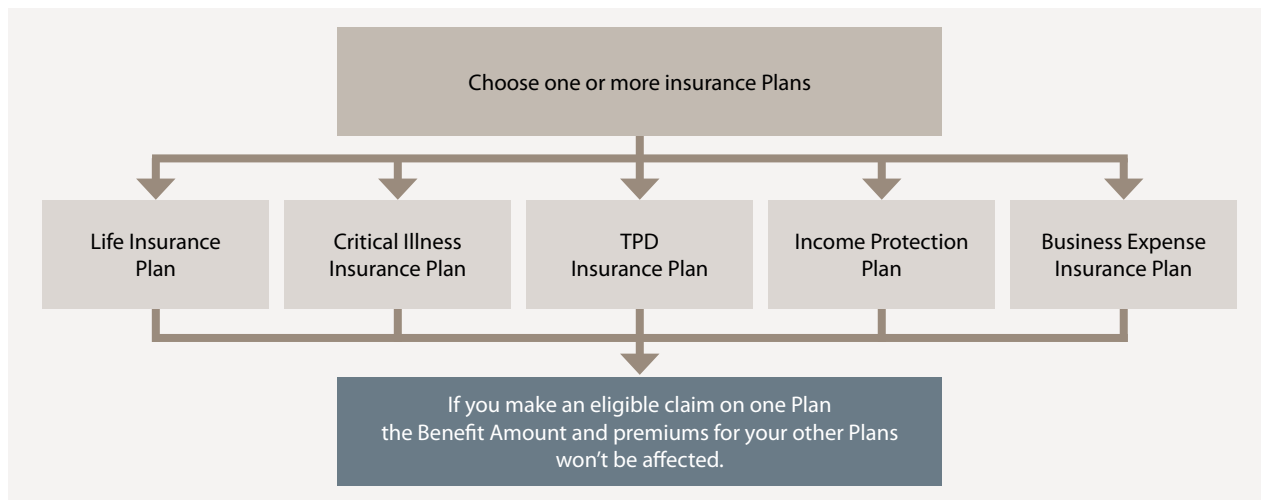 Choose one or more insurance Plans
Life Insurance
Plan
Critical Illness
Insurance Plan
TPD
Insurance Plan
Income Protection
Plan
Business Expense
Insurance Plan
If you make an eligible claim on one Plan
the Benefit Amount and premiums for your other Plans
won’t be affected.